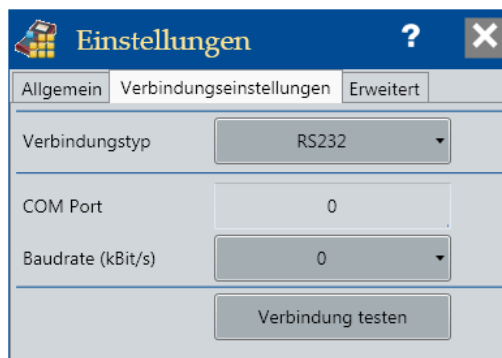 Einstellungen ?
Allgemein Verbindungseinstellungen Erweitert
Verbindungstyp RS232
COM Port 0
Baudrate (kBit/s) 0
Verbindung testen